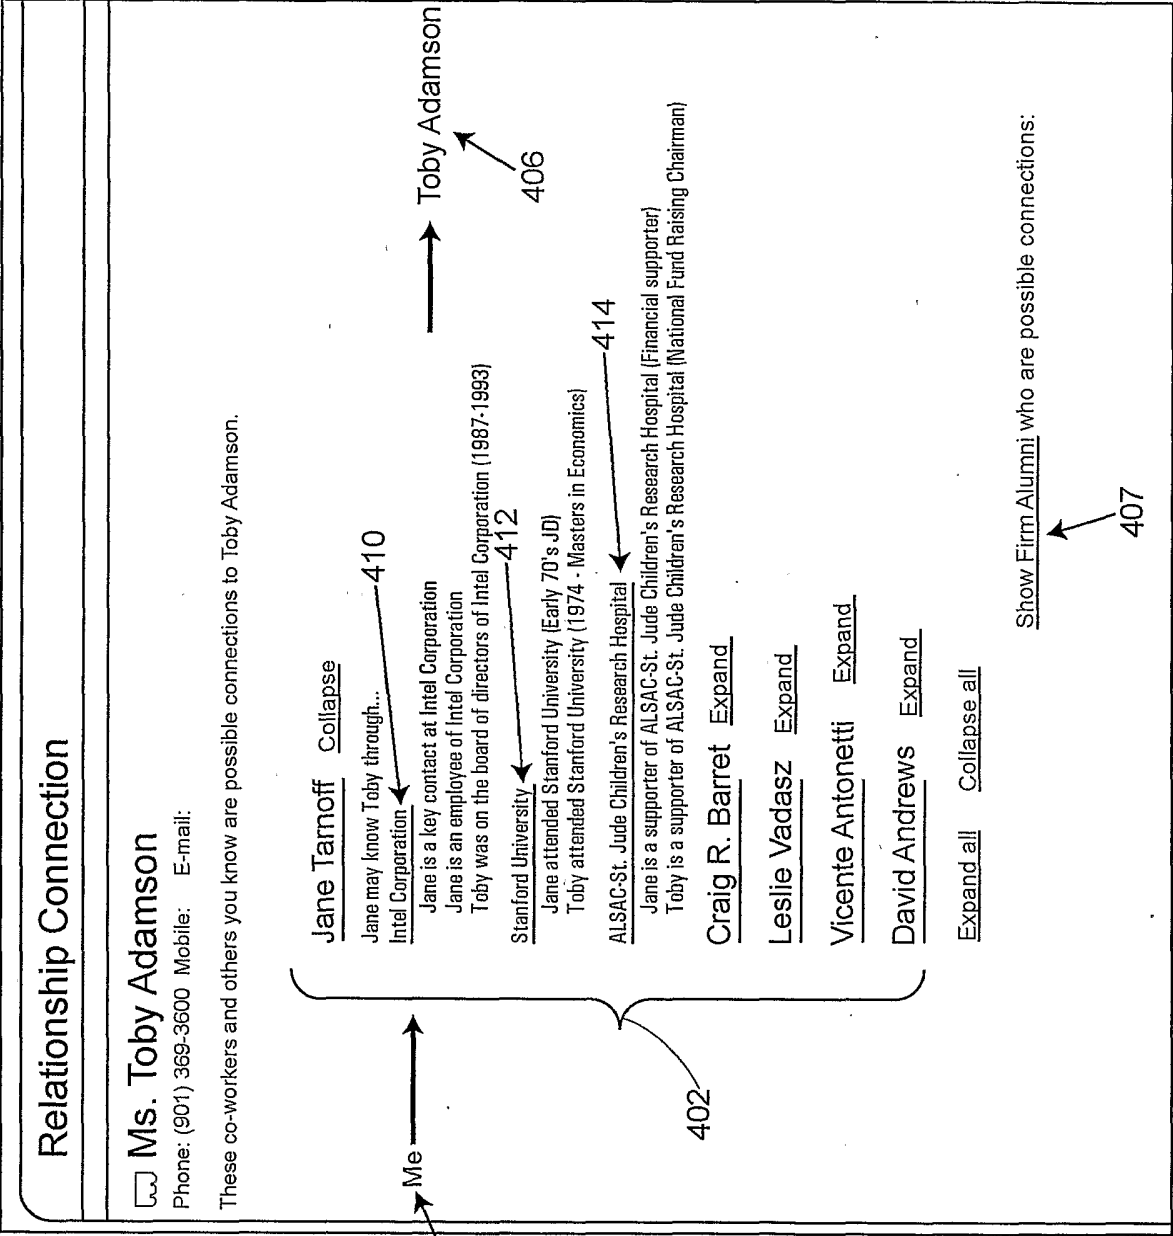 Relationship Connection
Ms. Toby Adamson
Phone: (901) 369-3600 Mobile: E-mail:
These co-workers and others you know are possible connections to Toby Adamson.
Me
Jane Tarnoff Collapse
Jane may know Toby through...
Intel Corporation
410
Jane is a key contact at Intel Corporation
Jane is an employee of Intel Corporation
Toby was on the board of directors of Intel Corporation (1987-1993)
Stanford University
412
Jane attended Stanford University (Early 70's JD)
Toby attended Stanford University (1974 - Masters in Economics)
ALSAC-St. Jude Children's Research Hospital
414
Jane is a supporter of ALSAC-St. Jude Children's Research Hospital (Financial supporter)
Toby is a supporter of ALSAC-St. Jude Children's Research Hospital (National Fund Raising Chairman)
Craig R. Barret Expand
Leslie Vadasz Expand
Vicente Antonetti Expand
David Andrews Expand
Expand all Collapse all
402
Toby Adamson
406
Show Firm Alumni who are possible connections:
407